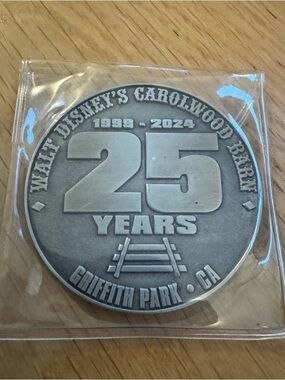 WALT DISNEY'S CAROLWOOD BARN
1999 - 2024
25
YEARS
GRIFFITH PARK • CA